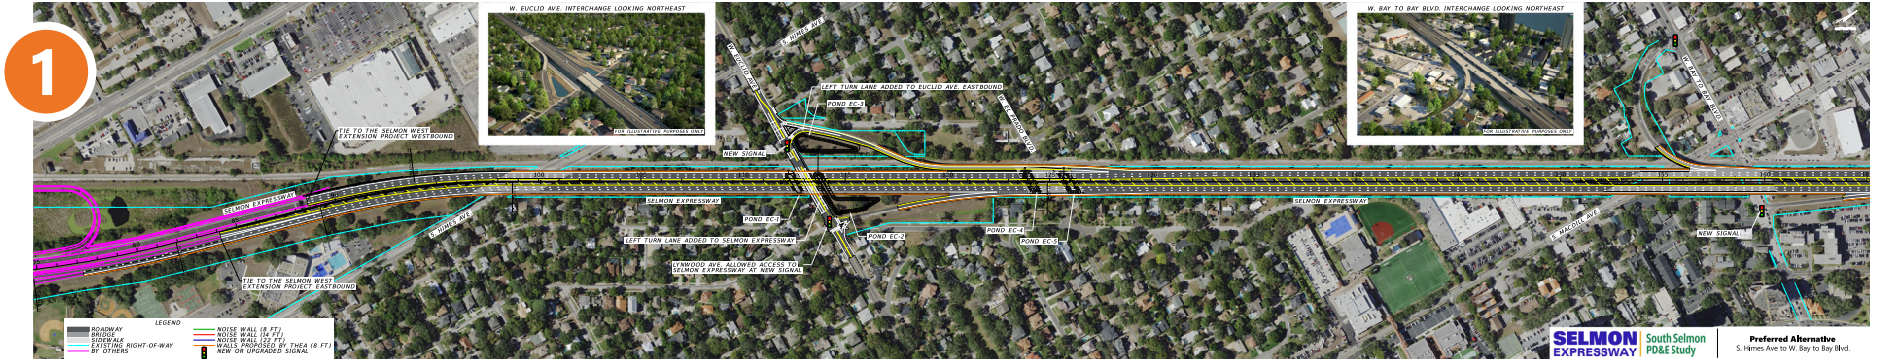 1
W. EUCLID AVE. INTERCHANGE LOOKING NORTHEAST
FOR ILLUSTRATIVE PURPOSES ONLY
W. BAY TO BAY BLVD. INTERCHANGE LOOKING NORTHEAST
FOR ILLUSTRATIVE PURPOSES ONLY
S. HIMES AVE
W. EUCLID AVE
LEFT TURN LANE ADDED TO EUCLID AVE. EASTBOUND
POND EC-3
W. EL PRADO BLVD.
W. BAY TO BAY BLVD.
TIE TO THE SELMON WEST
EXTENSION PROJECT WESTBOUND
NEW SIGNAL
SELMON EXPRESSWAY
SELMON EXPRESSWAY
SELMON EXPRESSWAY
S. HIMES AVE
POND EC-1
LEFT TURN LANE ADDED TO SELMON EXPRESSWAY
POND EC-2
POND EC-4
POND EC-5
S. MACDILL AVE
NEW SIGNAL
LYNWOOD AVE. ALLOWED ACCESS TO
SELMON EXPRESSWAY AT NEW SIGNAL
TIE TO THE SELMON WEST
EXTENSION PROJECT EASTBOUND
LEGEND
ROADWAY
BRIDGE
SIDEWALK
EXISTING RIGHT-OF-WAY
BY OTHERS
NOISE WALL (8 FT)
NOISE WALL (14 FT)
NOISE WALL (22 FT)
WALLS PROPOSED BY THEA (8 FT)
NEW OR UPGRADED SIGNAL
SELMON
EXPRESSWAY
South Selmon
PD&E Study
Preferred Alternative
S. Himes Ave to W. Bay to Bay Blvd.